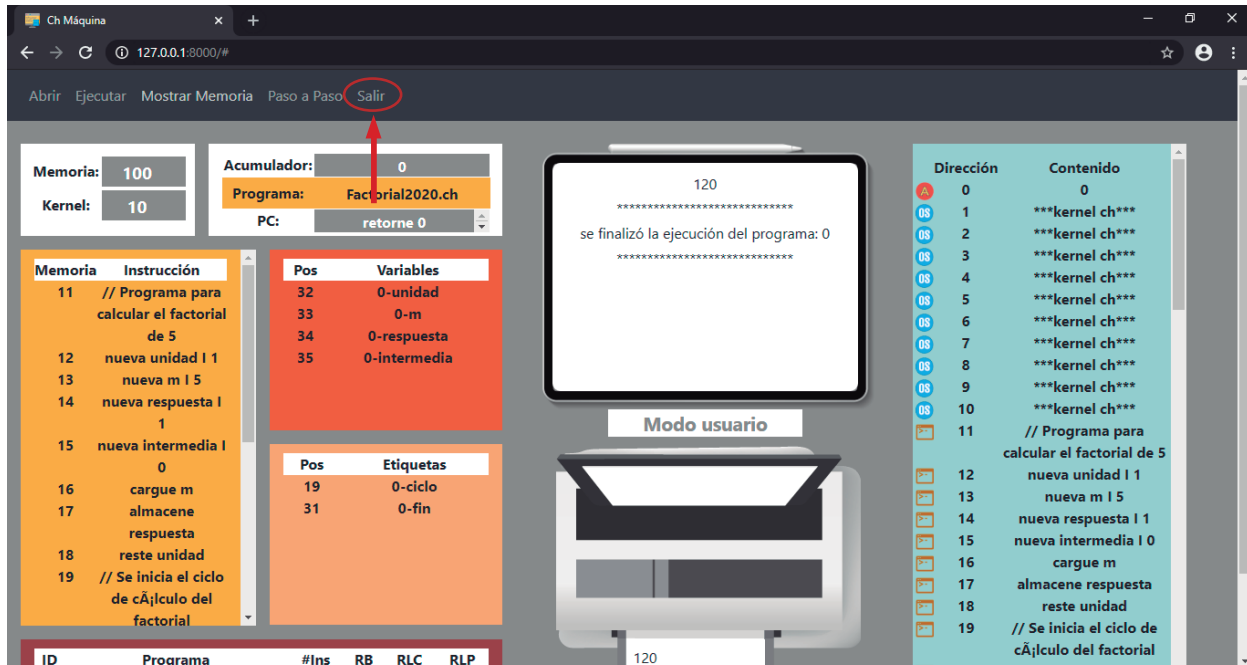 Ch Máquina
127.0.0.1:8000/#
Abrir Ejecutar Mostrar Memoria Paso a Paso Salir
Memoria: 100
Kernel: 10
Acumulador: 0
Programa: Factorial2020.ch
PC: retorne 0
Memoria Instrucción
11 // Programa para
calcular el factorial
de 5
12 nueva unidad I 1
13 nueva m I 5
14 nueva respuesta I
1
15 nueva intermedia I
0
16 cargue m
17 almacene
respuesta
18 reste unidad
19 // Se inicia el ciclo
de cÃ¡lculo del
factorial
Pos Variables
32 0-unidad
33 0-m
34 0-respuesta
35 0-intermedia
Pos Etiquetas
19 0-ciclo
31 0-fin
ID Programa #Ins RB RLC RLP
120
*****************************
se finalizó la ejecución del programa: 0
*****************************
Modo usuario
120
Dirección Contenido
A 0 0
OS 1 ***kernel ch***
OS 2 ***kernel ch***
OS 3 ***kernel ch***
OS 4 ***kernel ch***
OS 5 ***kernel ch***
OS 6 ***kernel ch***
OS 7 ***kernel ch***
OS 8 ***kernel ch***
OS 9 ***kernel ch***
OS 10 ***kernel ch***
11 // Programa para
calcular el factorial de 5
12 nueva unidad I 1
13 nueva m I 5
14 nueva respuesta I 1
15 nueva intermedia I 0
16 cargue m
17 almacene respuesta
18 reste unidad
19 // Se inicia el ciclo de
cÃ¡lculo del factorial